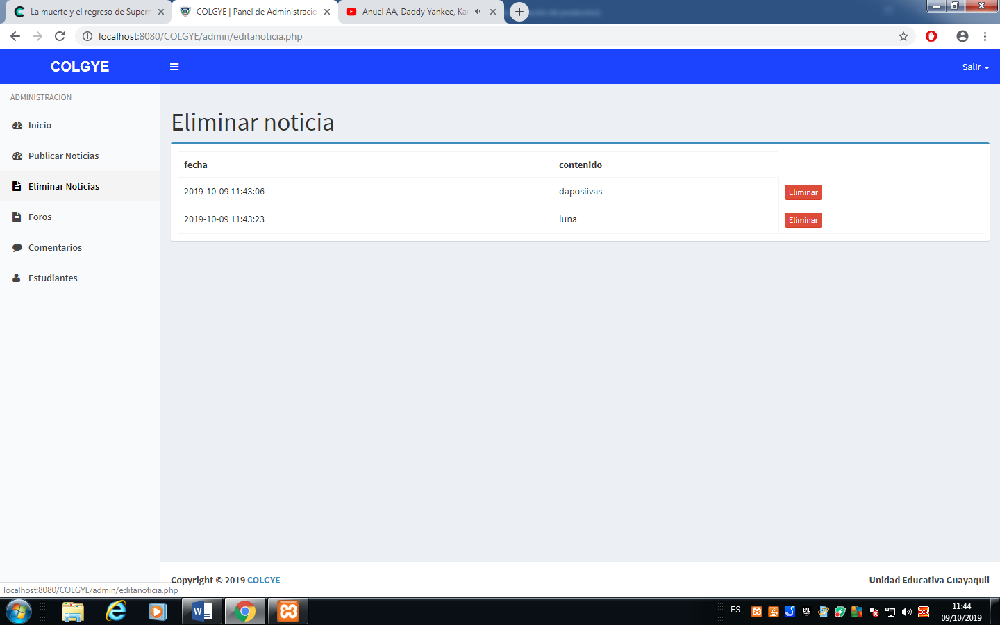 La muerte y el regreso de Superm
COLGYE | Panel de Administracio
Anuel AA, Daddy Yankee, Kar
localhost:8080/COLGYE/admin/editanoticia.php
COLGYE
Salir
ADMINISTRACION
Inicio
Publicar Noticias
Eliminar Noticias
Foros
Comentarios
Estudiantes
Eliminar noticia
fecha contenido
2019-10-09 11:43:06 daposiivas Eliminar
2019-10-09 11:43:23 luna Eliminar
Copyright © 2019 COLGYE
Unidad Educativa Guayaquil
localhost:8080/COLGYE/admin/editanoticia.php
ES
11:44
09/10/2019